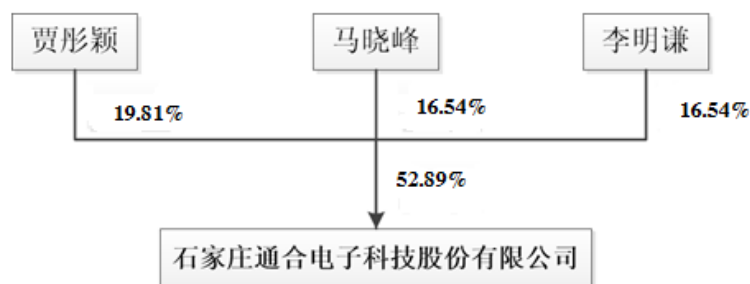 贾彤颖
马晓峰
李明谦
19.81%
16.54%
16.54%
52.89%
石家庄通合电子科技股份有限公司